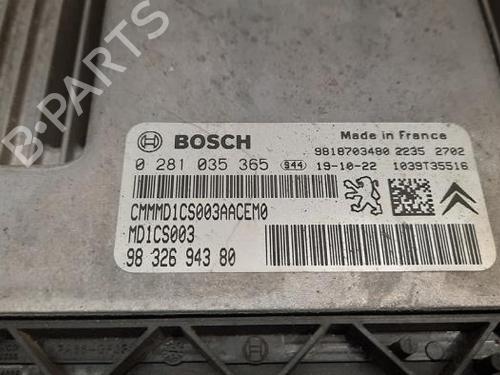 B-PARTS
BOSCH
Made in France
9818703480 2235 2702
0 281 035 365 S44 19-10-22 1039T35516
CMMMD1CS003AACEM0
MD1CS003
98 326 943 80